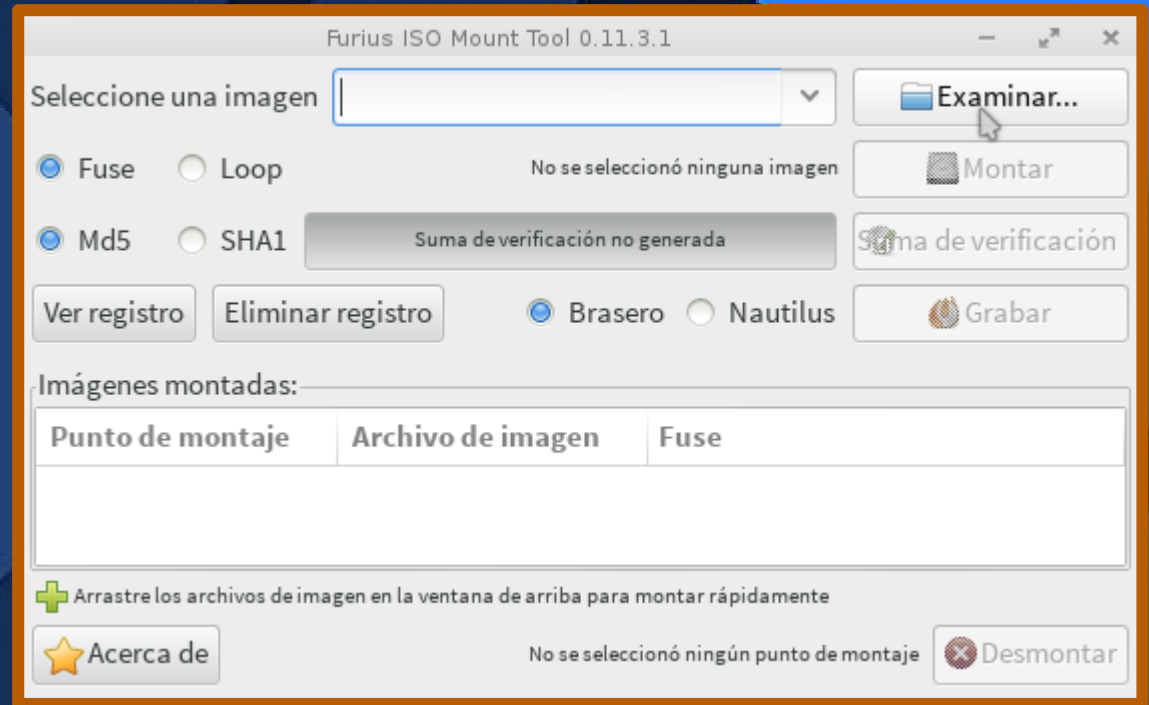 Furius ISO Mount Tool 0.11.3.1
Seleccione una imagen Examinar...
Fuse Loop No se seleccionó ninguna imagen Montar
Md5 SHA1 Suma de verificación no generada Suma de verificación
Ver registro Eliminar registro Brasero Nautilus Grabar
Imágenes montadas:
Punto de montaje Archivo de imagen Fuse
Arrastre los archivos de imagen en la ventana de arriba para montar rápidamente
Acerca de No se seleccionó ningún punto de montaje Desmontar